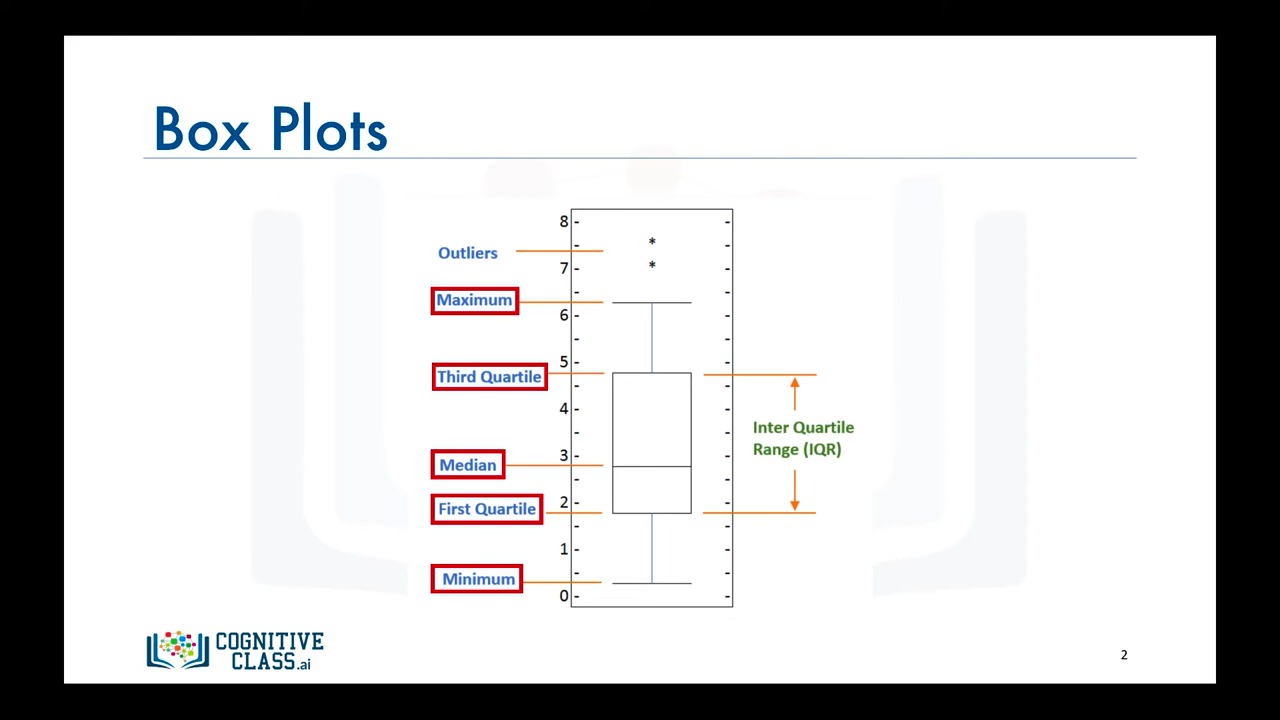 Box Plots
8
Outliers
*
*
7
Maximum
6
5
Third Quartile
4
Inter Quartile
Range (IQR)
3
Median
2
First Quartile
1
Minimum
0
COGNITIVE
CLASS.ai
2